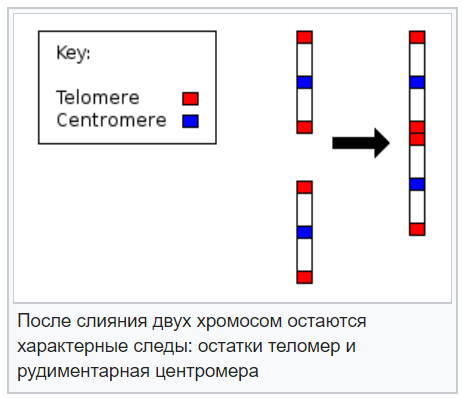 Key:
Telomere
Centromere
После слияния двух хромосом остаются
характерные следы: остатки теломер и
рудиментарная центромера